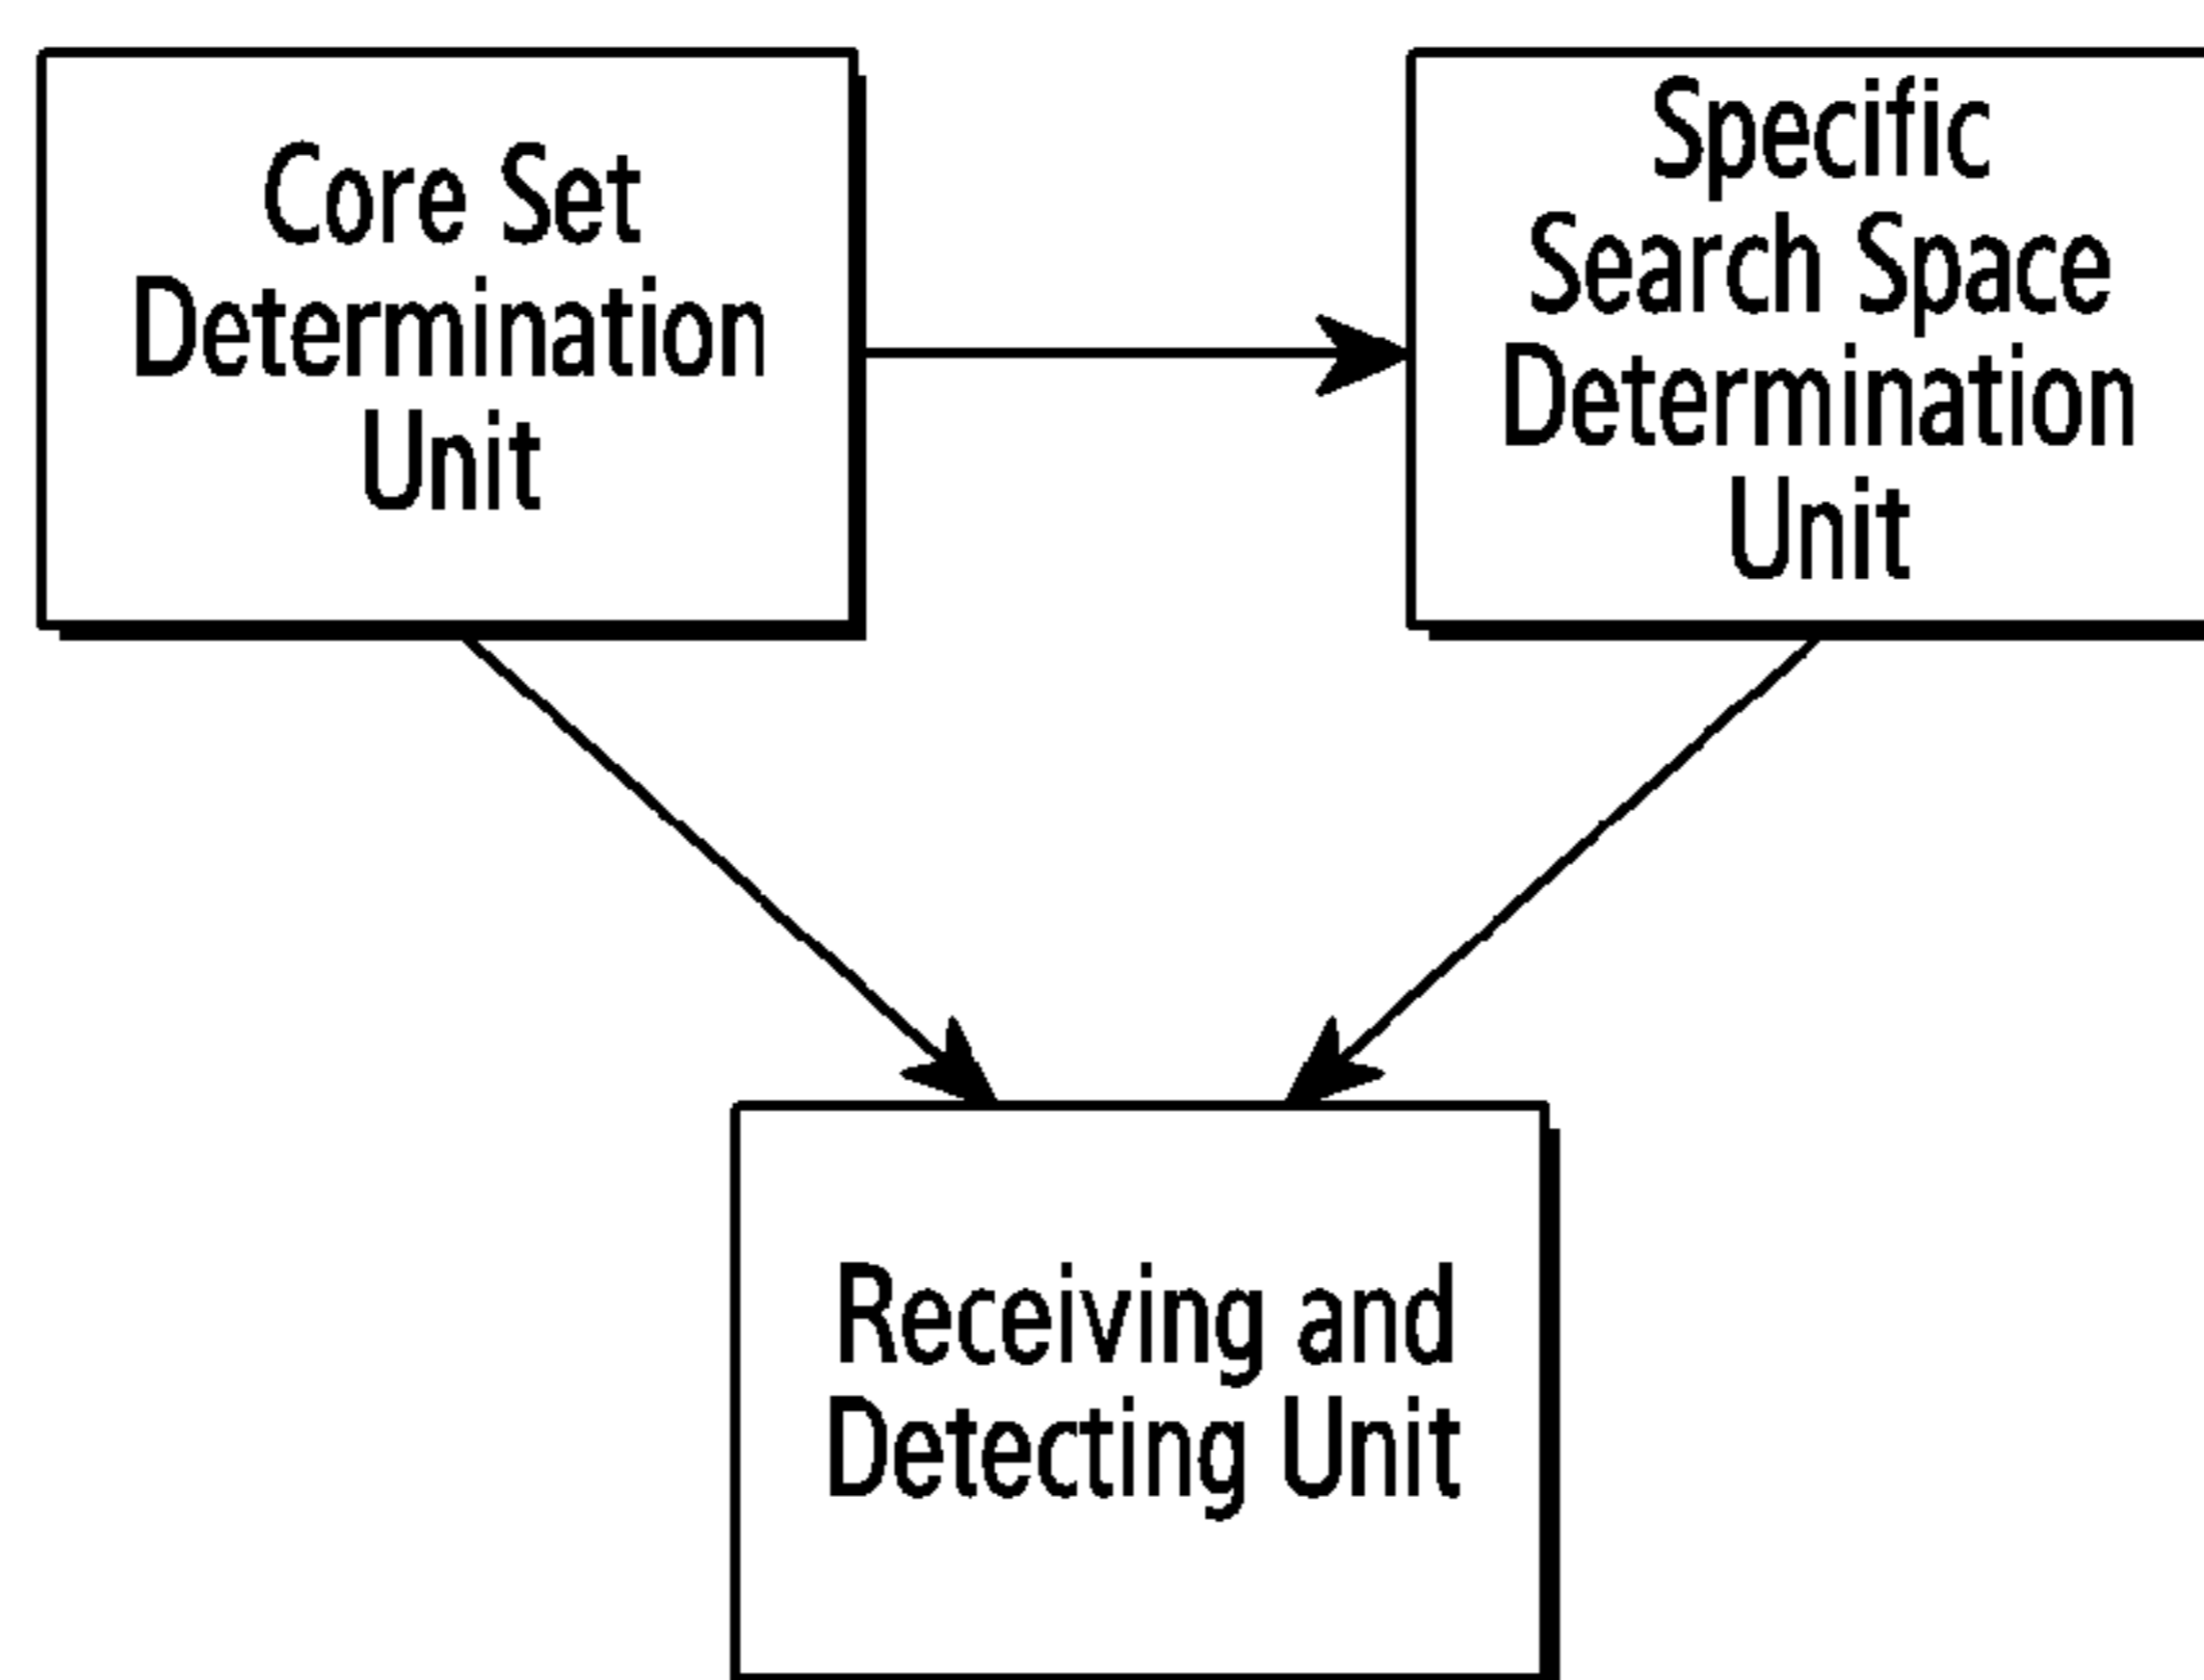 Core Set
Determination
Unit
Specific
Search Space
Determination
Unit
Receiving and
Detecting Unit